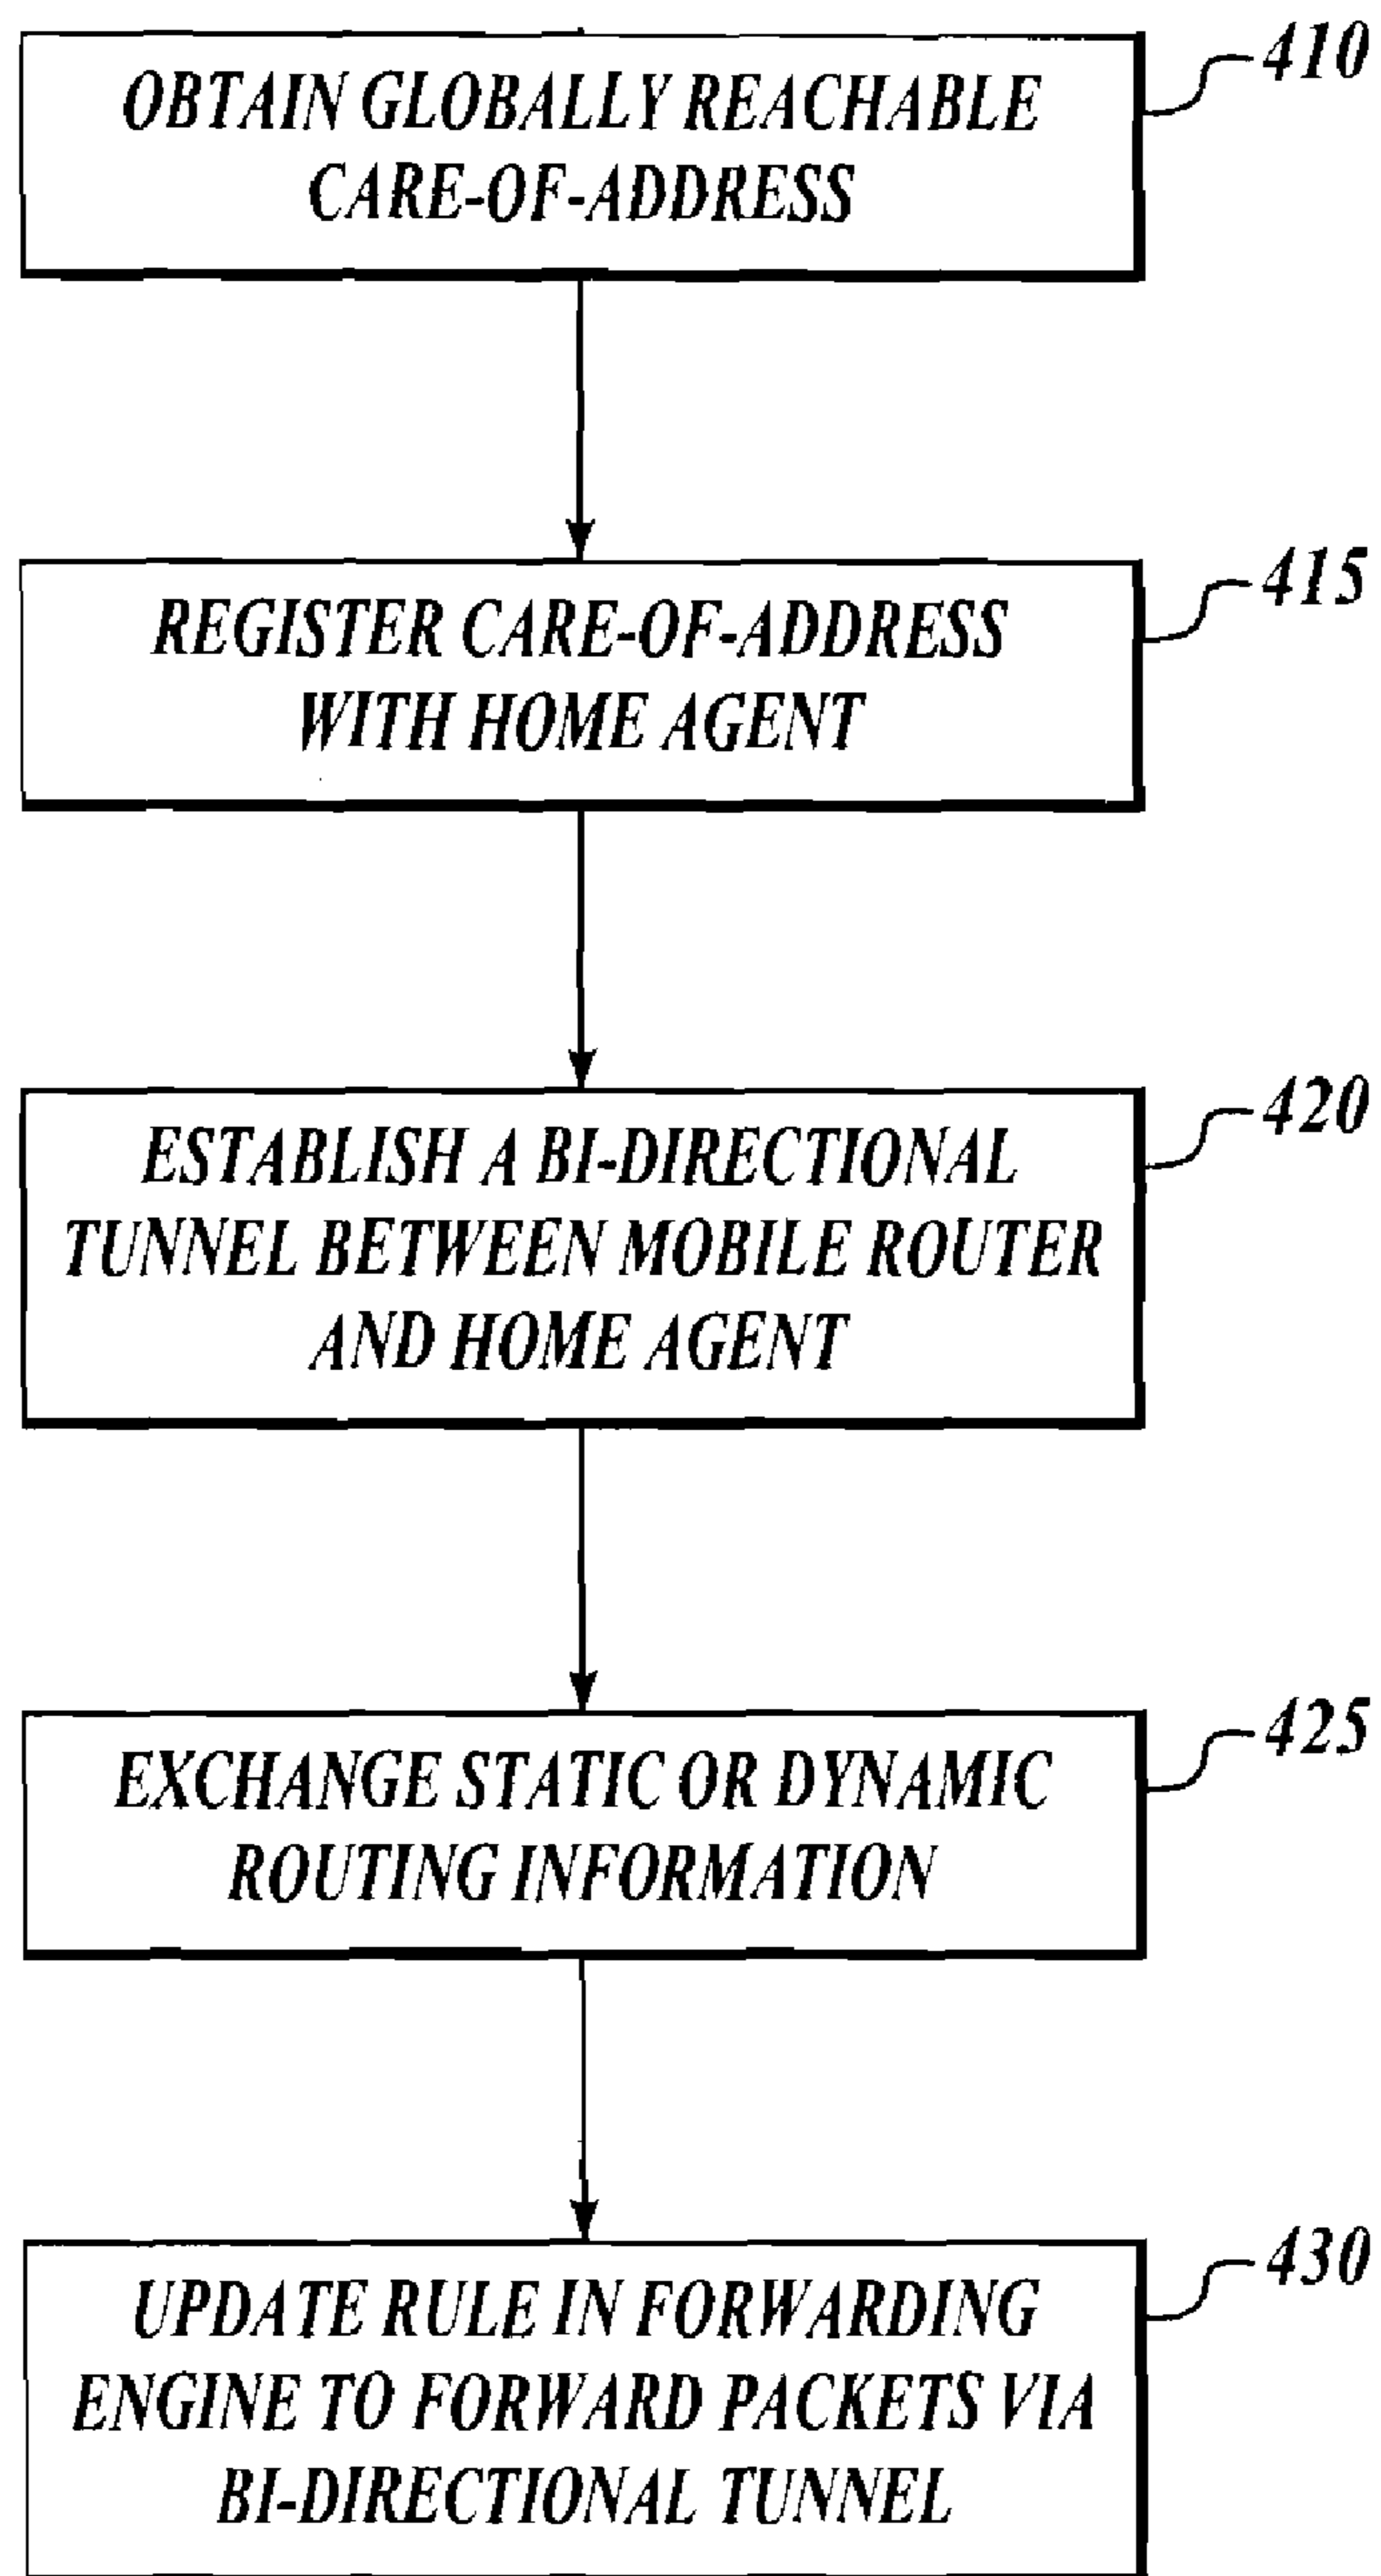 410
OBTAIN GLOBALLY REACHABLE
CARE-OF-ADDRESS
415
REGISTER CARE-OF-ADDRESS
WITH HOME AGENT
420
ESTABLISH A BI-DIRECTIONAL
TUNNEL BETWEEN MOBILE ROUTER
AND HOME AGENT
425
EXCHANGE STATIC OR DYNAMIC
ROUTING INFORMATION
430
UPDATE RULE IN FORWARDING
ENGINE TO FORWARD PACKETS VIA
BI-DIRECTIONAL TUNNEL